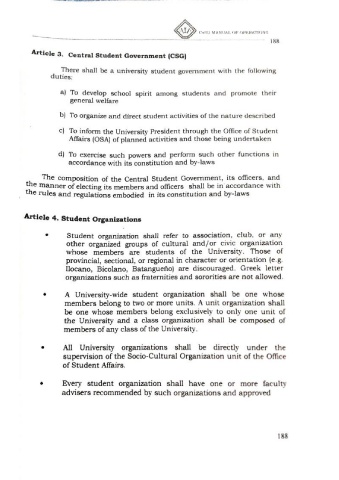 MANUAL OF OPERATIONS
188
Article 3. Central Student Government (CSG)
There shall be a university student government with the following
duties:
a) To develop school spirit among students and promote their
general welfare
b) To organize and direct student activities of the nature described
c) To inform the University President through the Office of Student
Affairs (OSA) of planned activities and those being undertaken
d) To exercise such powers and perform such other functions in
accordance with its constitution and by-laws
The composition of the Central Student Government, its officers, and
the manner of electing its members and officers shall be in accordance with
the rules and regulations embodied in its constitution and by-laws
Article 4. Student Organizations
• Student organization shall refer to association, club, or any
other organized groups of cultural and/or civic organization
whose members are students of the University. Those of
provincial, sectional, or regional in character or orientation (e.g.
Ilocano, Bicolano, Batangueño) are discouraged. Greek letter
organizations such as fraternities and sororities are not allowed.
• A University-wide student organization shall be one whose
members belong to two or more units. A unit organization shall
be one whose members belong exclusively to only one unit of
the University and a class organization shall be composed of
members of any class of the University.
• All University organizations shall be directly under the
supervision of the Socio-Cultural Organization unit of the Office
of Student Affairs.
• Every student organization shall have one or more faculty
advisers recommended by such organizations and approved
188